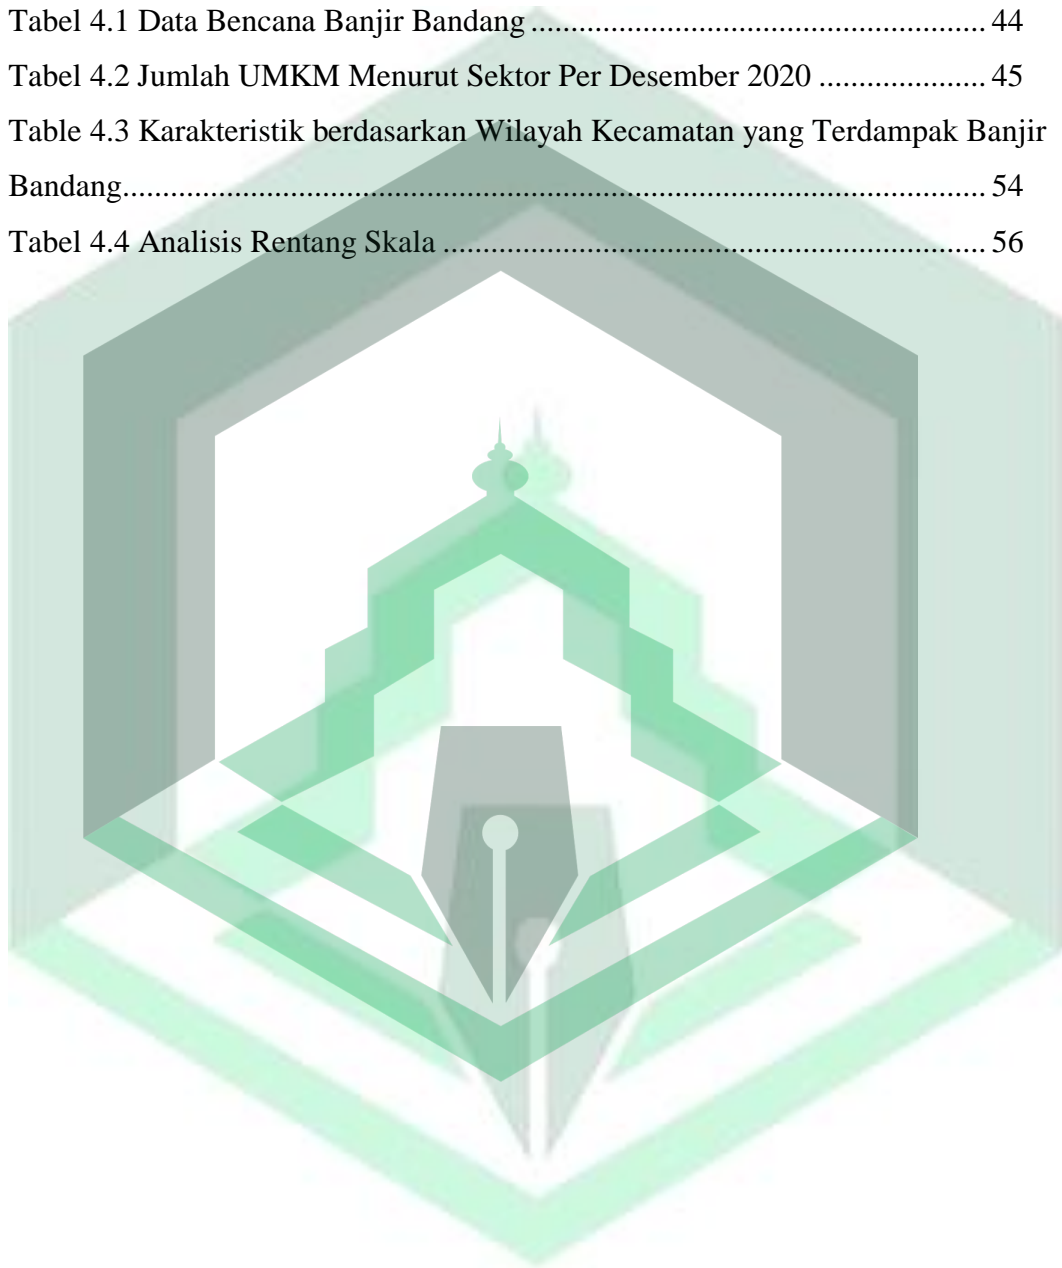 Tabel 4.1 Data Bencana Banjir Bandang ......................................................... 44
Tabel 4.2 Jumlah UMKM Menurut Sektor Per Desember 2020 ..................... 45
Table 4.3 Karakteristik berdasarkan Wilayah Kecamatan yang Terdampak Banjir
Bandang............................................................................................................. 54
Tabel 4.4 Analisis Rentang Skala .................................................................... 56